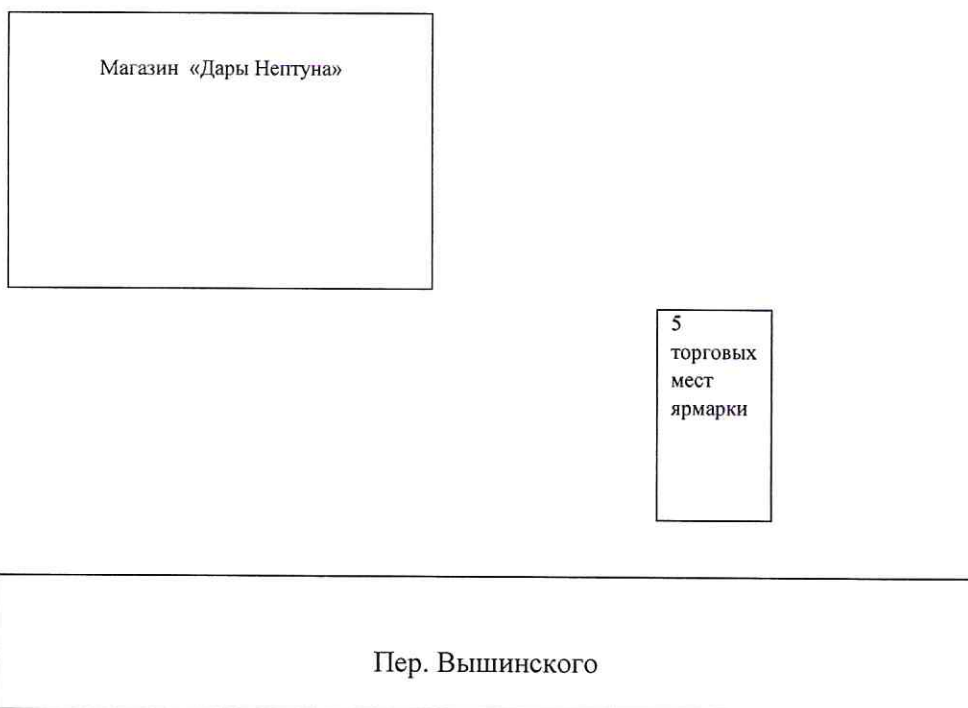 Магазин «Дары Нептуна»
5
торговых
мест
ярмарки
Пер. Вышинского